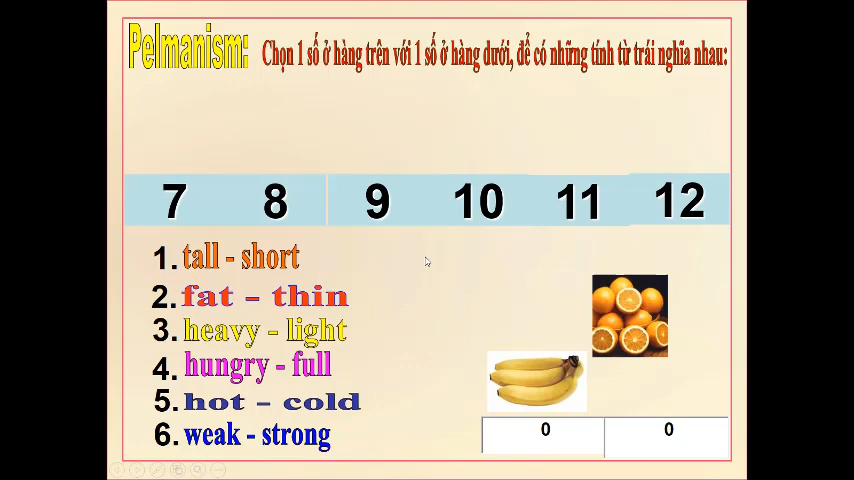 Pelmanism: Chọn 1 số ở hàng trên với 1 số ở hàng dưới, để có những tính từ trái nghĩa nhau:
7 8 9 10 11 12
1. tall - short
2. fat - thin
3. heavy - light
4. hungry - full
5. hot - cold
6. weak - strong
0 0